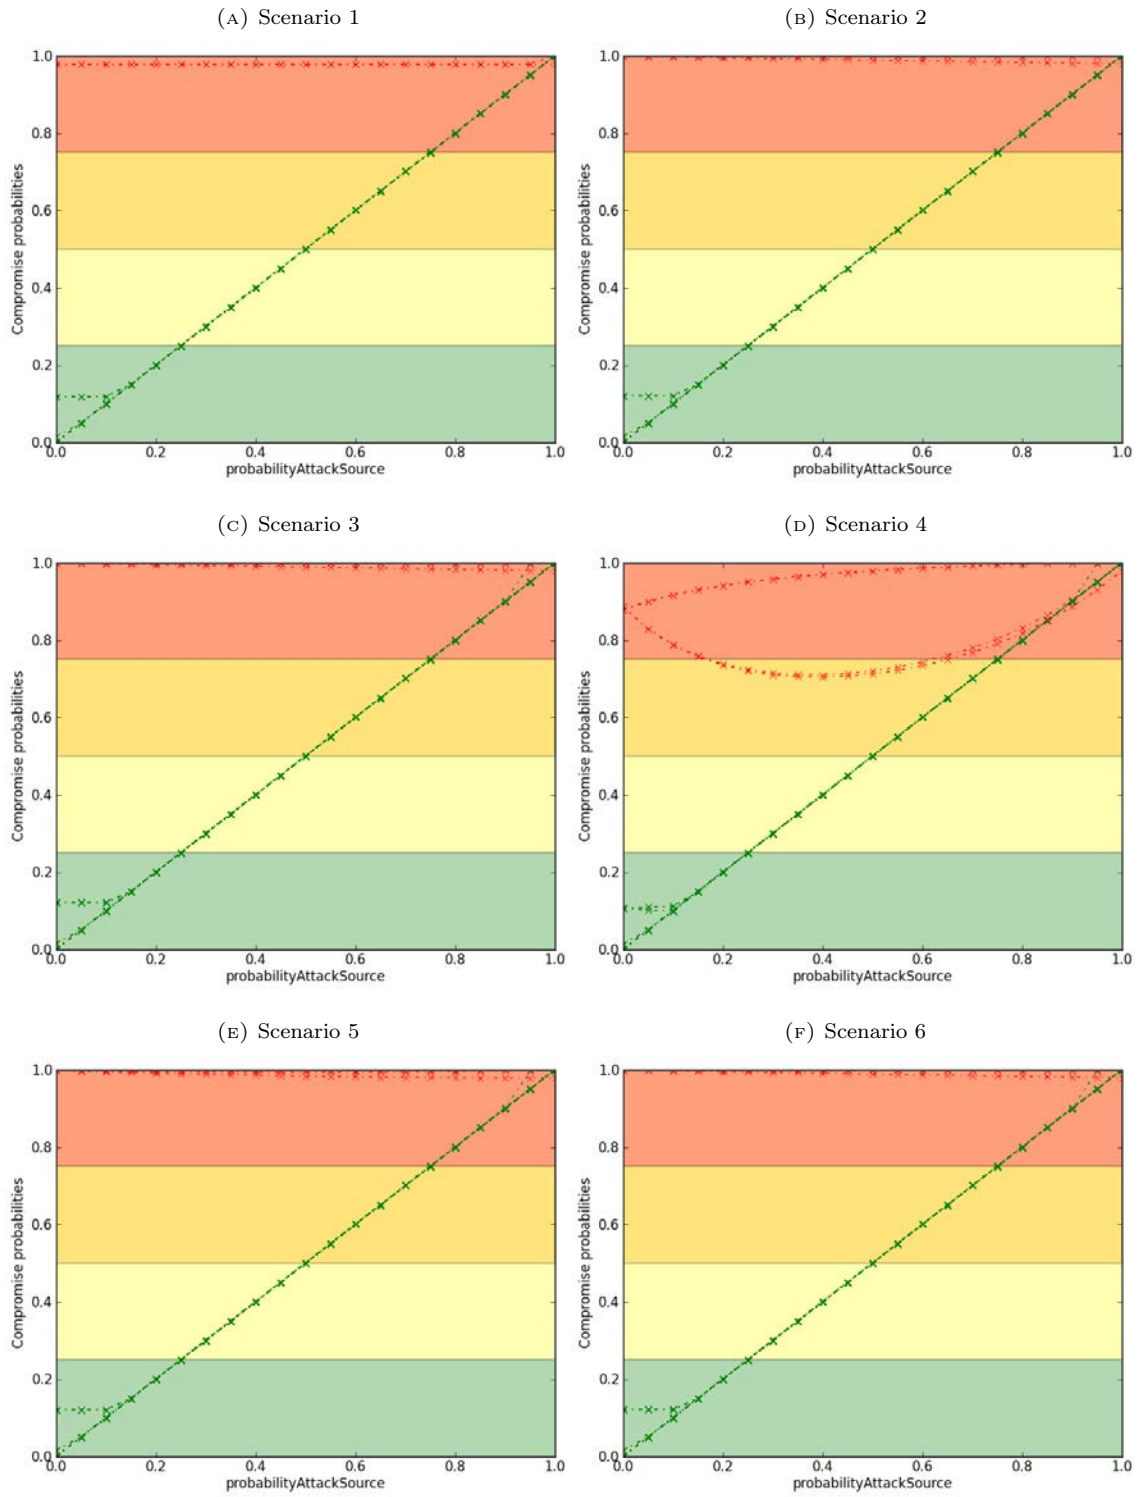 (A) Scenario 1
1.0
0.8
0.6
0.4
0.2
0.0
Compromise probabilities
0.0 0.2 0.4 0.6 0.8 1.0
probabilityAttackSource
(B) Scenario 2
1.0
0.8
0.6
0.4
0.2
0.0
Compromise probabilities
0.0 0.2 0.4 0.6 0.8 1.0
probabilityAttackSource
(C) Scenario 3
1.0
0.8
0.6
0.4
0.2
0.0
Compromise probabilities
0.0 0.2 0.4 0.6 0.8 1.0
probabilityAttackSource
(D) Scenario 4
1.0
0.8
0.6
0.4
0.2
0.0
Compromise probabilities
0.0 0.2 0.4 0.6 0.8 1.0
probabilityAttackSource
(E) Scenario 5
1.0
0.8
0.6
0.4
0.2
0.0
Compromise probabilities
0.0 0.2 0.4 0.6 0.8 1.0
probabilityAttackSource
(F) Scenario 6
1.0
0.8
0.6
0.4
0.2
0.0
Compromise probabilities
0.0 0.2 0.4 0.6 0.8 1.0
probabilityAttackSource